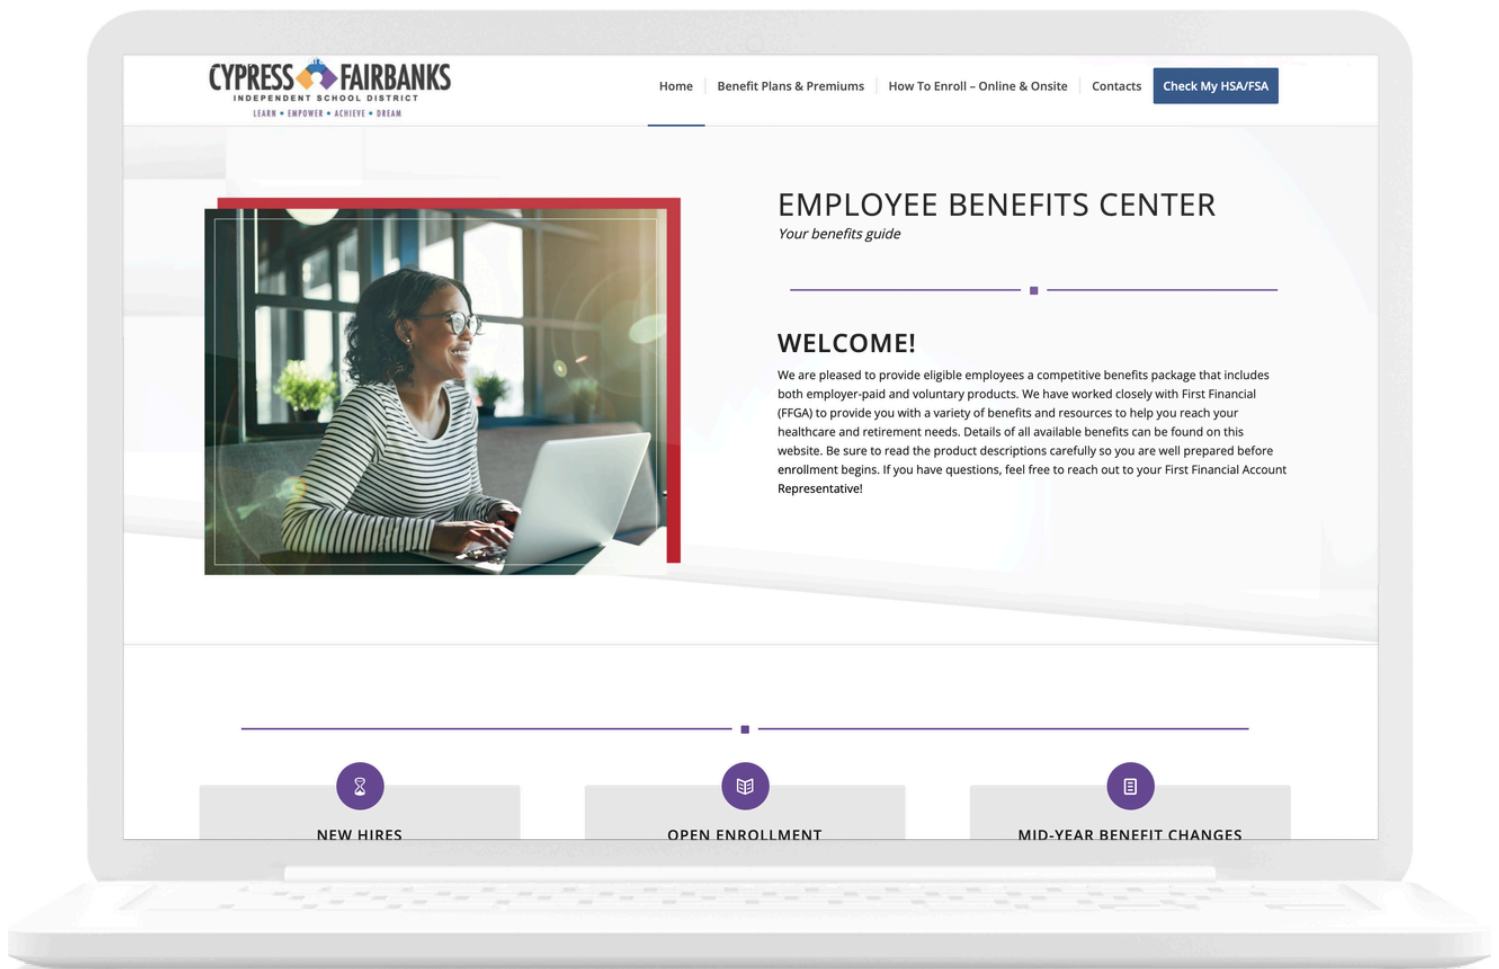 CYPRESS FAIRBANKS
INDEPENDENT SCHOOL DISTRICT
LEARN • EMPOWER • ACHIEVE • DREAM
Home
Benefit Plans & Premiums
How To Enroll – Online & Onsite
Contacts
Check My HSA/FSA
EMPLOYEE BENEFITS CENTER
Your benefits guide
WELCOME!
We are pleased to provide eligible employees a competitive benefits package that includes
both employer-paid and voluntary products. We have worked closely with First Financial
(FFGA) to provide you with a variety of benefits and resources to help you reach your
healthcare and retirement needs. Details of all available benefits can be found on this
website. Be sure to read the product descriptions carefully so you are well prepared before
enrollment begins. If you have questions, feel free to reach out to your First Financial Account
Representative!
NEW HIRES
OPEN ENROLLMENT
MID-YEAR BENEFIT CHANGES